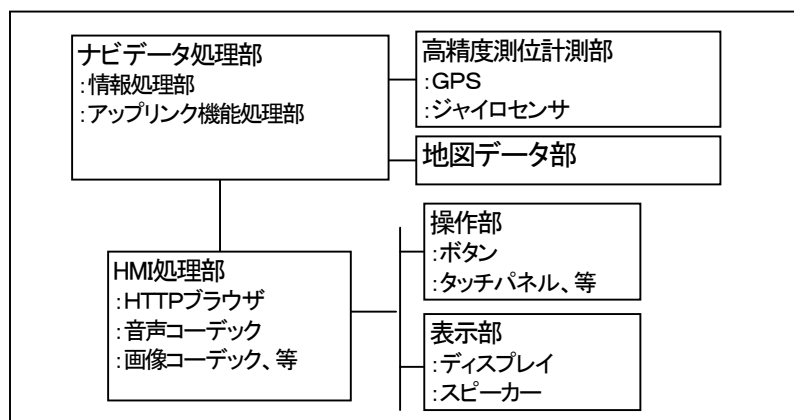 ナビデータ処理部
:情報処理部
:アップリンク機能処理部
高精度測位計測部
:GPS
:ジャイロセンサ
地図データ部
HMI処理部
:HTTPブラウザ
:音声コーデック
:画像コーデック、等
操作部
:ボタン
:タッチパネル、等
表示部
:ディスプレイ
:スピーカー